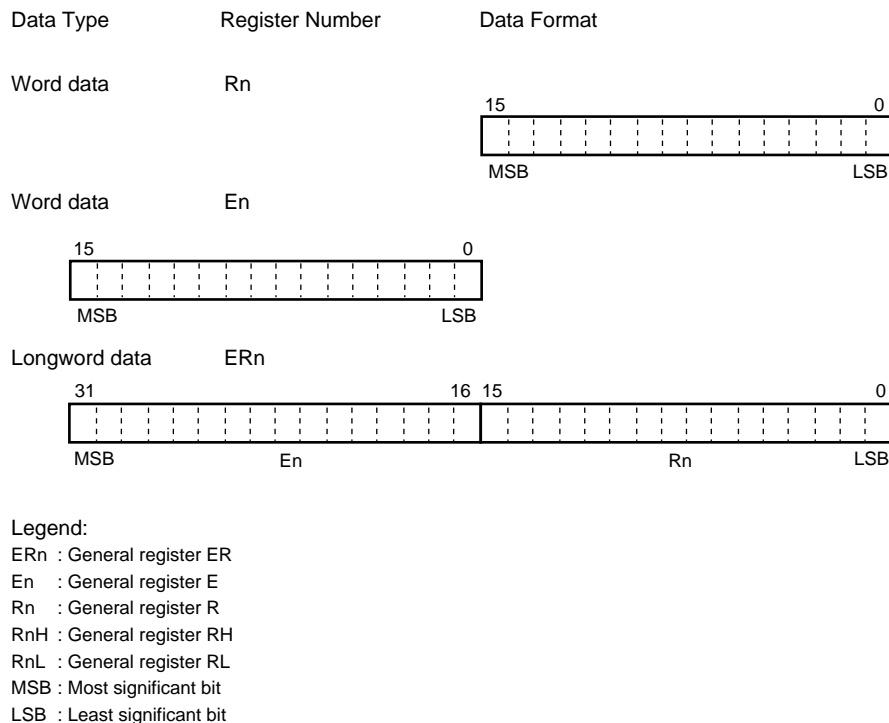 Data Type Register Number Data Format
Word data Rn
15 0
MSB LSB
Word data En
15 0
MSB LSB
Longword data ERn
31 16 15 0
MSB En Rn LSB
Legend:
ERn : General register ER
En : General register E
Rn : General register R
RnH : General register RH
RnL : General register RL
MSB : Most significant bit
LSB : Least significant bit